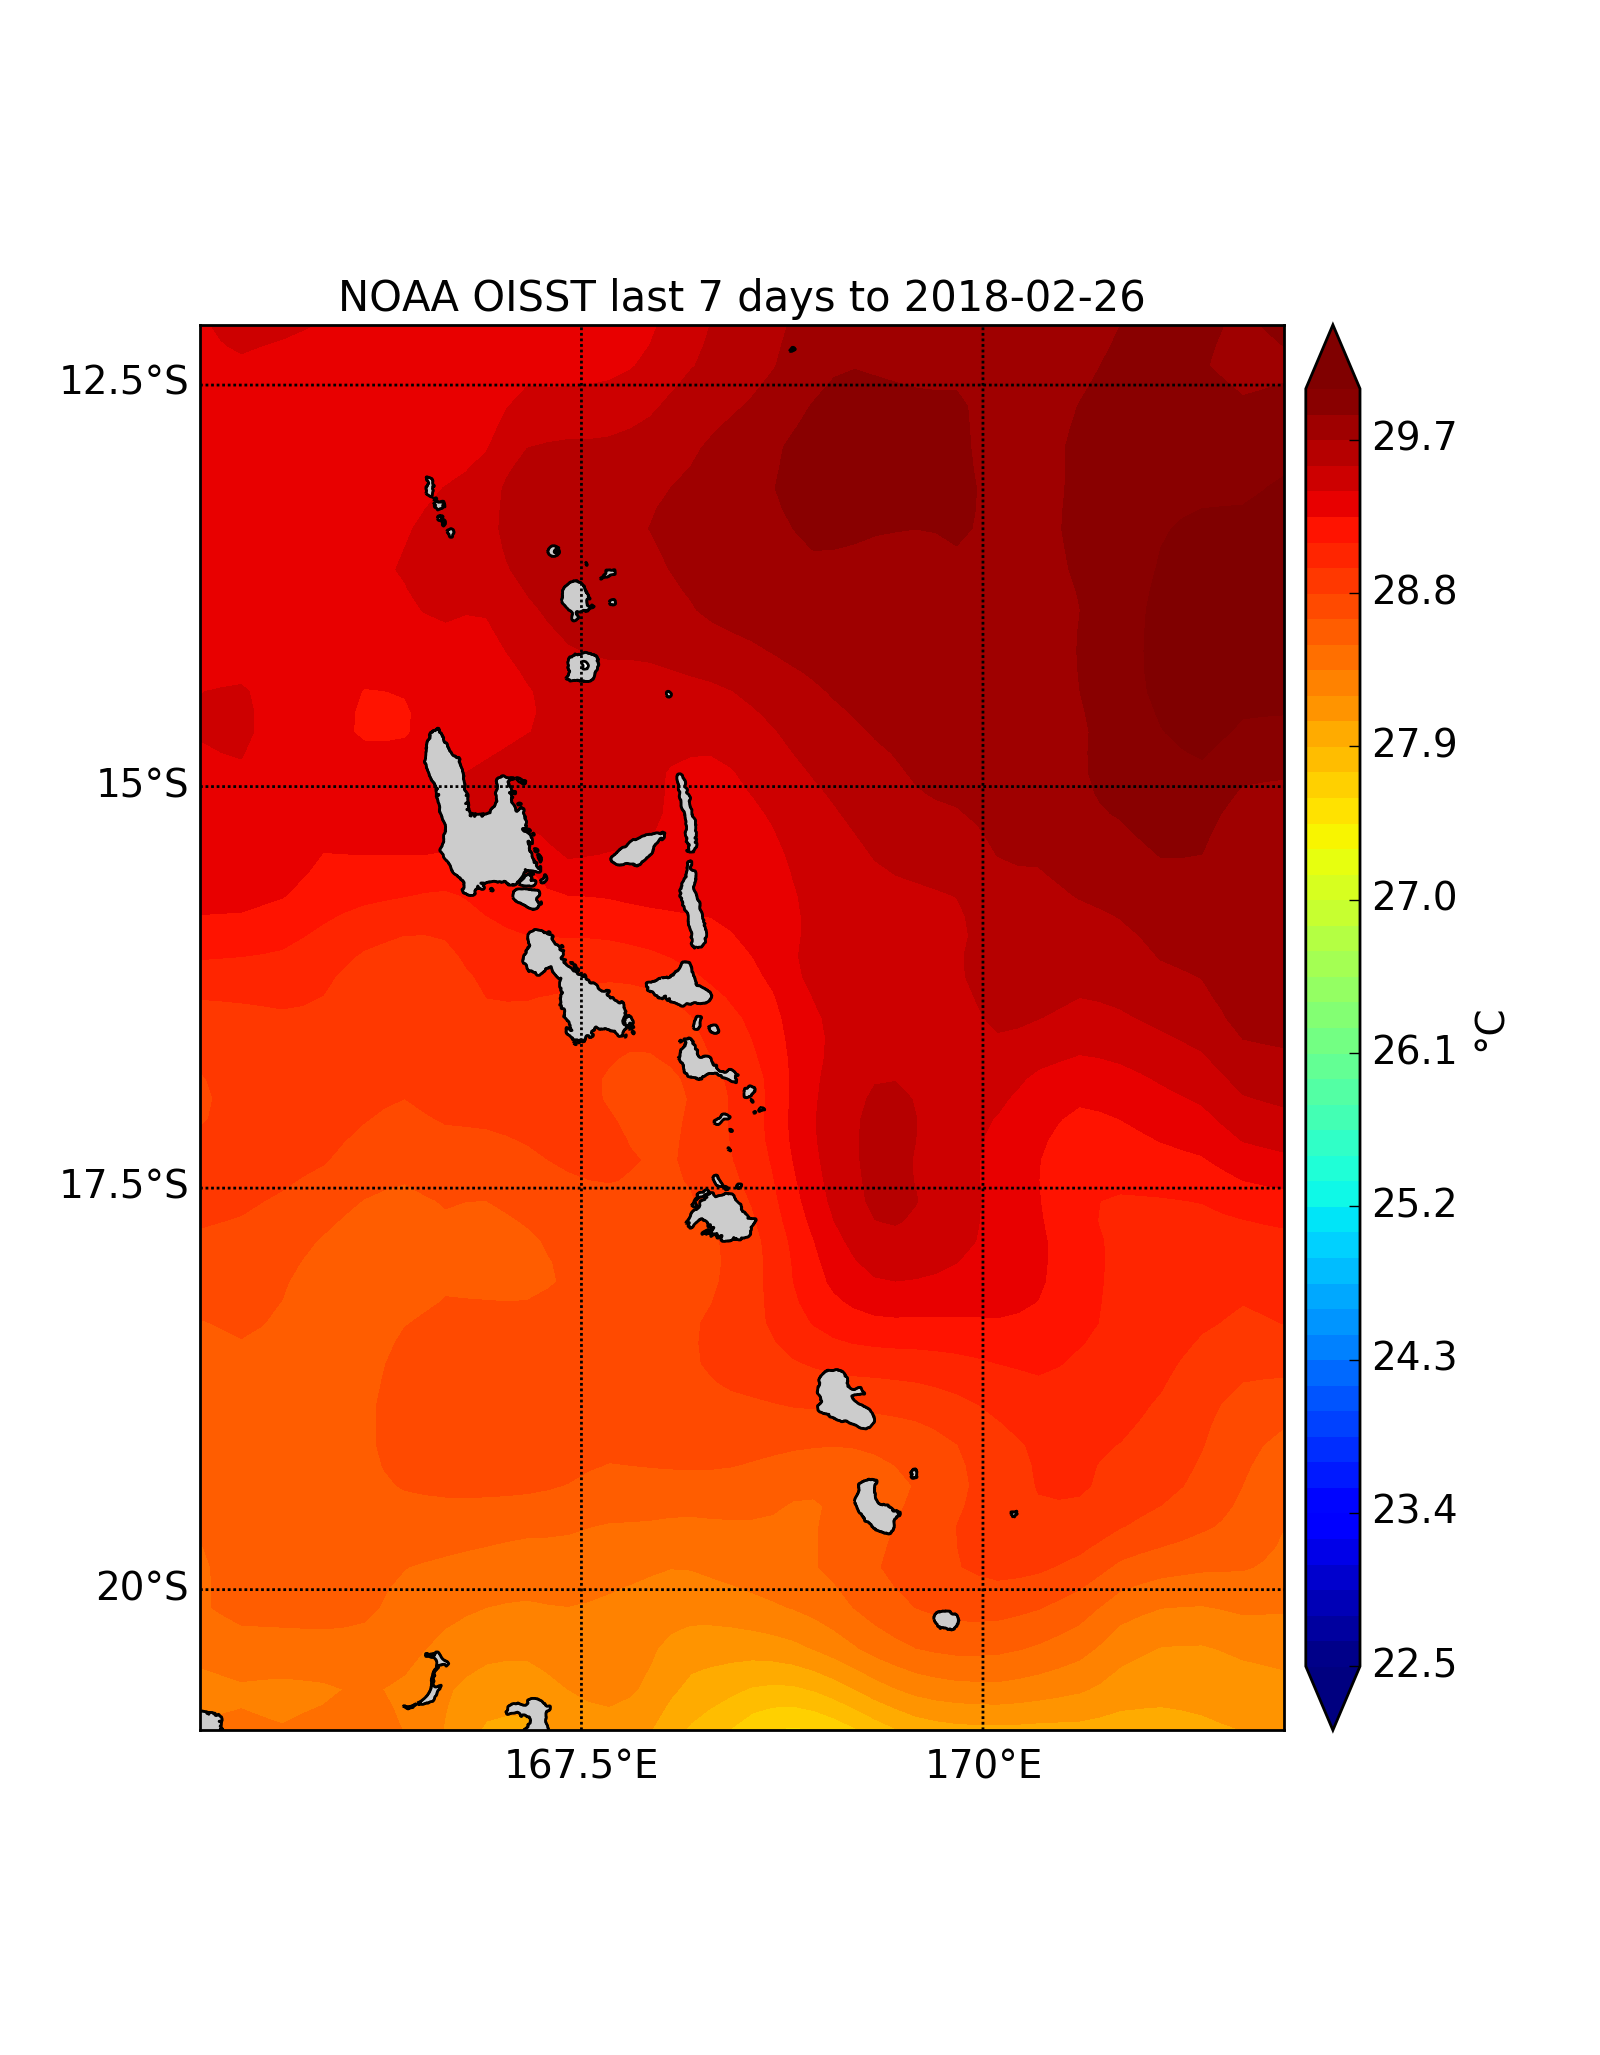 NOAA OISST last 7 days to 2018-02-26
12.5°S
15°S
17.5°S
20°S
167.5°E
170°E
29.7
28.8
27.9
27.0
26.1
25.2
24.3
23.4
22.5
°C